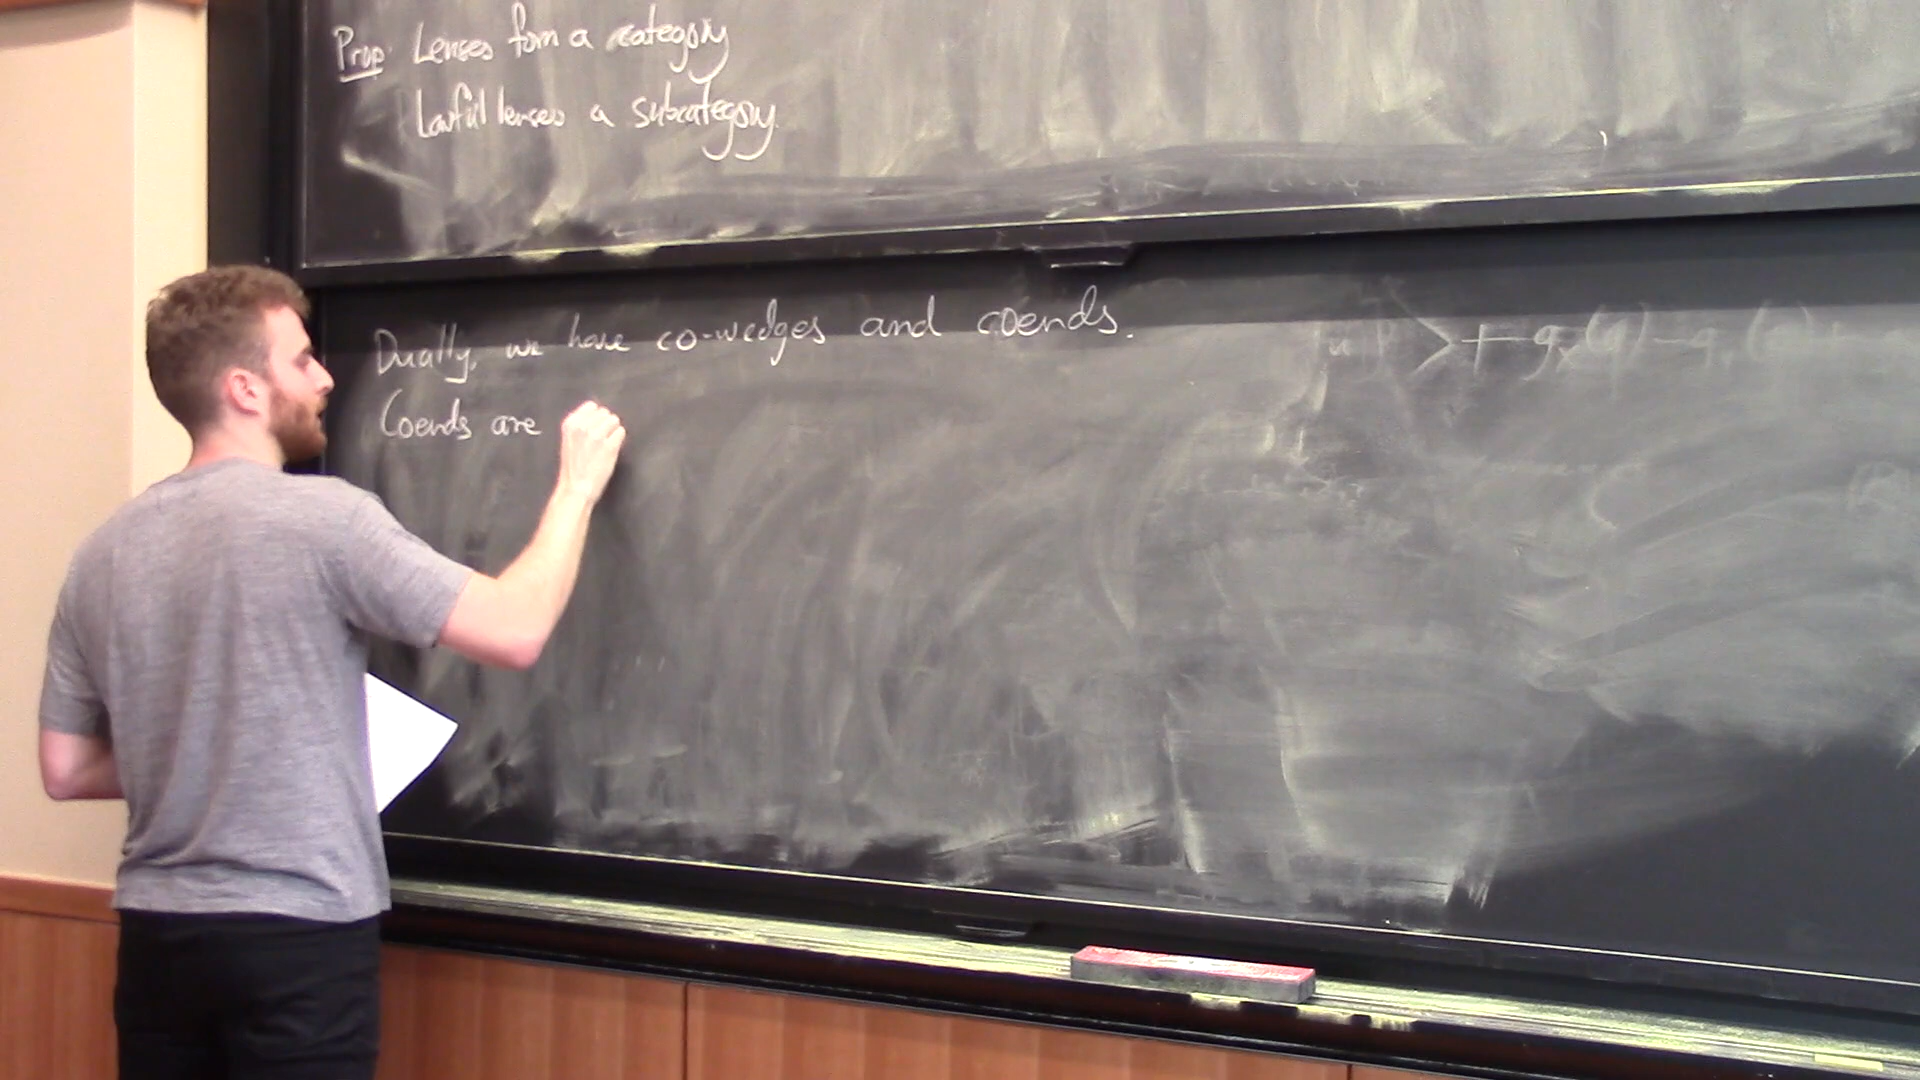 Prop: Lenses form a category
Lawful lenses a subcategory.
Dually, we have co-wedges and coends.
Coends are